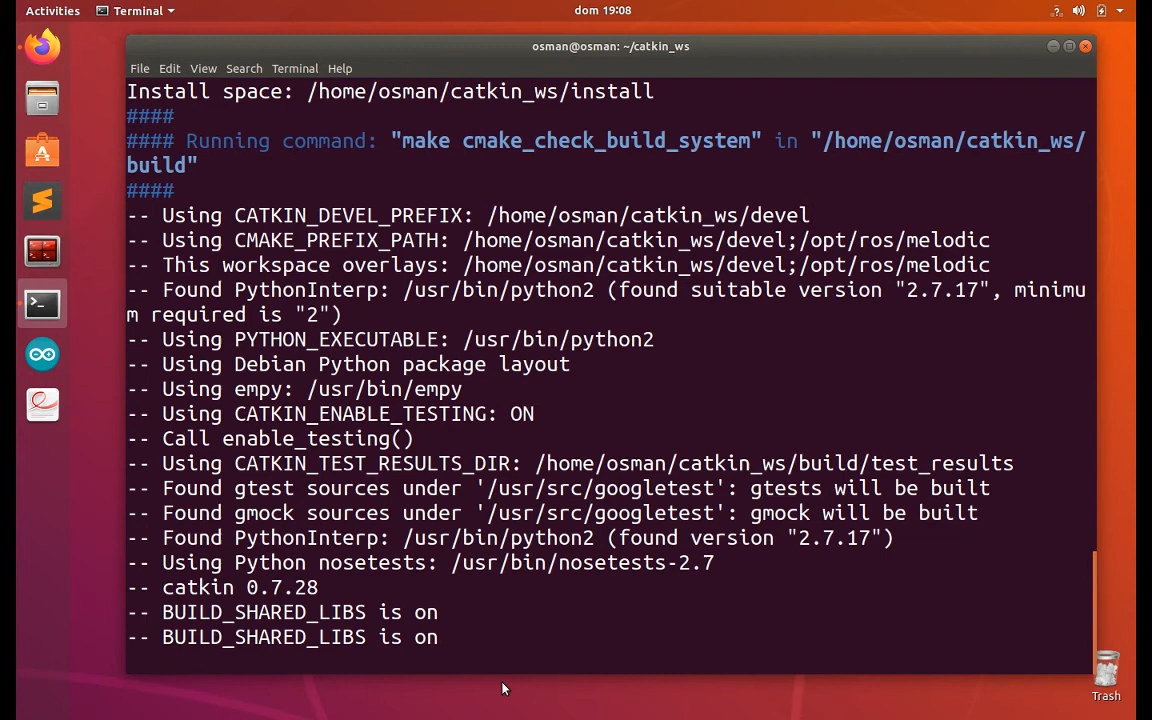 Activities Terminal dom 19:08
osman@osman: ~/catkin_ws
File Edit View Search Terminal Help
Install space: /home/osman/catkin_ws/install
####
#### Running command: "make cmake_check_build_system" in "/home/osman/catkin_ws/
build"
####
-- Using CATKIN_DEVEL_PREFIX: /home/osman/catkin_ws/devel
-- Using CMAKE_PREFIX_PATH: /home/osman/catkin_ws/devel;/opt/ros/melodic
-- This workspace overlays: /home/osman/catkin_ws/devel;/opt/ros/melodic
-- Found PythonInterp: /usr/bin/python2 (found suitable version "2.7.17", minimu
m required is "2")
-- Using PYTHON_EXECUTABLE: /usr/bin/python2
-- Using Debian Python package layout
-- Using empy: /usr/bin/empy
-- Using CATKIN_ENABLE_TESTING: ON
-- Call enable_testing()
-- Using CATKIN_TEST_RESULTS_DIR: /home/osman/catkin_ws/build/test_results
-- Found gtest sources under '/usr/src/googletest': gtests will be built
-- Found gmock sources under '/usr/src/googletest': gmock will be built
-- Found PythonInterp: /usr/bin/python2 (found version "2.7.17")
-- Using Python nosetests: /usr/bin/nosetests-2.7
-- catkin 0.7.28
-- BUILD_SHARED_LIBS is on
-- BUILD_SHARED_LIBS is on
Trash